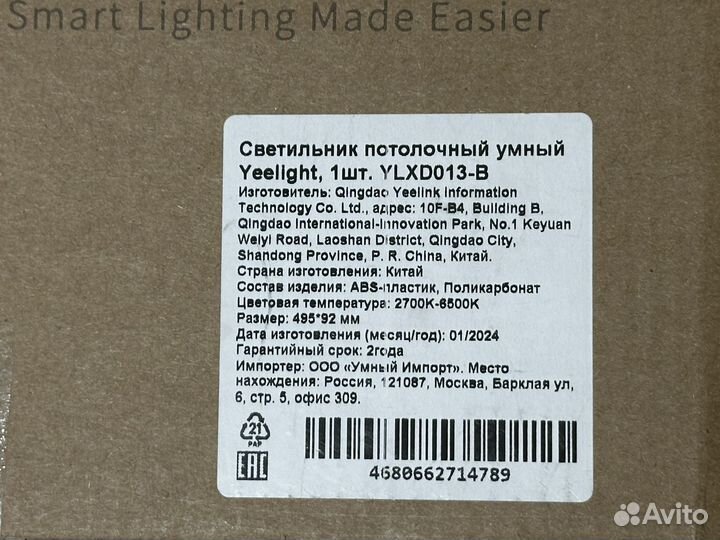 Smart Lighting Made Easier
Светильник потолочный умный
Yeelight, 1шт. YLXD013-B
Изготовитель: Qingdao Yeelink Information
Technology Co. Ltd., адрес: 10F-B4, Building B,
Qingdao International-Innovation Park, No.1 Keyuan
Weiyi Road, Laoshan District, Qingdao City,
Shandong Province, P. R. China, Китай.
Страна изготовления: Китай
Состав изделия: ABS-пластик, Поликарбонат
Цветовая температура: 2700K-6500K
Размер: 495*92 мм
Дата изготовления (месяц/год): 01/2024
Гарантийный срок: 2года
Импортер: ООО «Умный Импорт». Место
нахождения: Россия, 121087, Москва, Барклая ул,
6, стр. 5, офис 309.
21
PAP
EAC
4680662714789
Avito